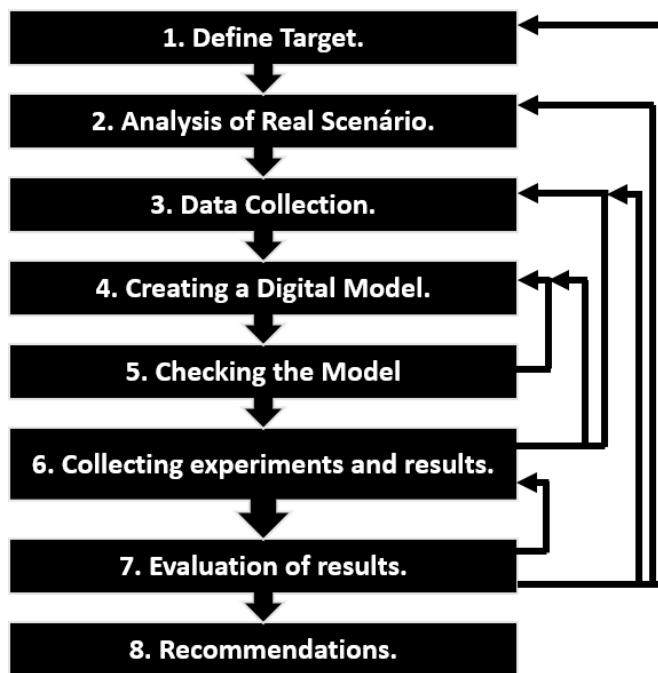 1. Define Target.
2. Analysis of Real Scenário.
3. Data Collection.
4. Creating a Digital Model.
5. Checking the Model
6. Collecting experiments and results.
7. Evaluation of results.
8. Recommendations.